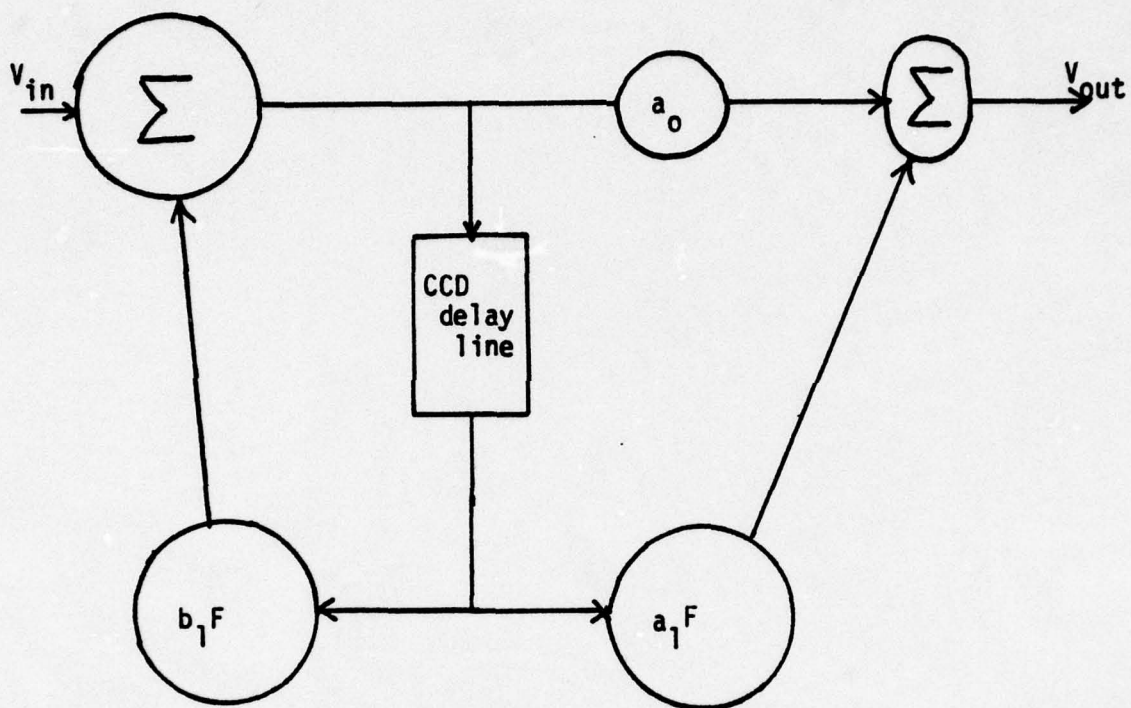 V_in
Σ
a_o
Σ
V_out
CCD
delay
line
b_1F
a_1F